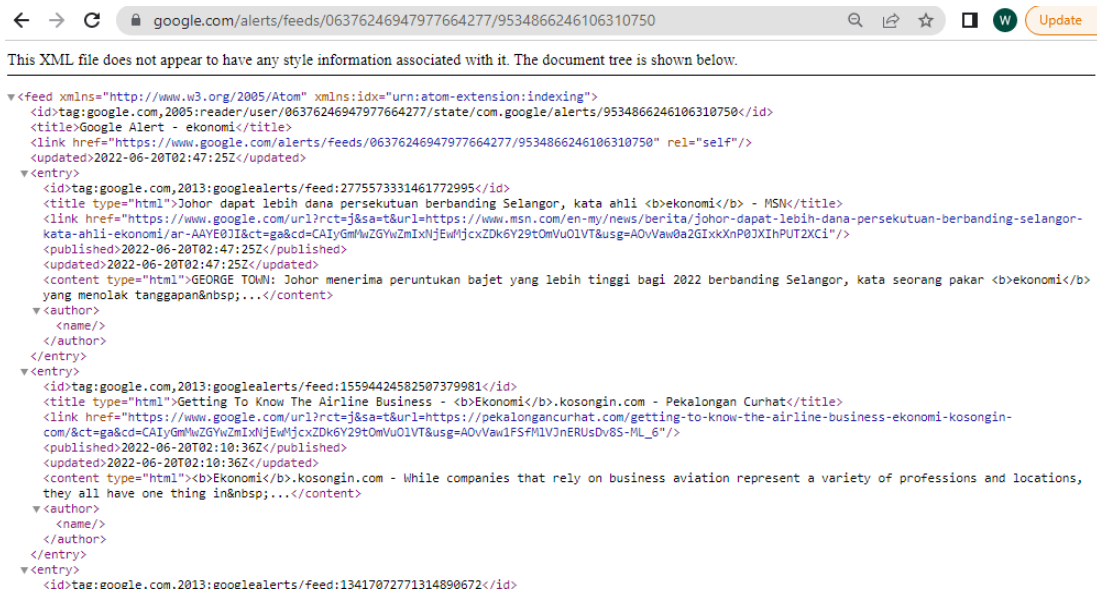 google.com/alerts/feeds/06376246947977664277/9534866246106310750
W
Update
This XML file does not appear to have any style information associated with it. The document tree is shown below.
▼<feed xmlns="http://www.w3.org/2005/Atom" xmlns:idx="urn:atom-extension:indexing">
<id>tag:google.com,2005:reader/user/06376246947977664277/state/com.google/alerts/9534866246106310750</id>
<title>Google Alert - ekonomi</title>
<link href="https://www.google.com/alerts/feeds/06376246947977664277/9534866246106310750" rel="self"/>
<updated>2022-06-20T02:47:25Z</updated>
▼<entry>
<id>tag:google.com,2013:googlealerts/feed:2775573331461772995</id>
<title type="html">Johor dapat lebih dana persekutuan berbanding Selangor, kata ahli <b>ekonomi</b> - MSN</title>
<link href="https://www.google.com/url?rct=j&sa=t&url=https://www.msn.com/en-my/news/berita/johor-dapat-lebih-dana-persekutuan-berbanding-selangor-
kata-ahli-ekonomi/ar-AAYE0JI&ct=ga&cd=CAIyGmMwZGYwZmIxNjEwMjcxZDk6Y29tOmVuOlVT&usg=AOvVaw0a2GIxkXnP0JXIhPUT2XCi"/>
<published>2022-06-20T02:47:25Z</published>
<updated>2022-06-20T02:47:25Z</updated>
<content type="html">GEORGE TOWN: Johor menerima peruntukan bajet yang lebih tinggi bagi 2022 berbanding Selangor, kata seorang pakar <b>ekonomi</b>
yang menolak tanggapan&nbsp;...</content>
▼<author>
<name/>
</author>
</entry>
▼<entry>
<id>tag:google.com,2013:googlealerts/feed:15594424582507379981</id>
<title type="html">Getting To Know The Airline Business - <b>Ekonomi</b>.kosongin.com - Pekalongan Curhat</title>
<link href="https://www.google.com/url?rct=j&sa=t&url=https://pekalongancurhat.com/getting-to-know-the-airline-business-ekonomi-kosongin-
com/&ct=ga&cd=CAIyGmMwZGYwZmIxNjEwMjcxZDk6Y29tOmVuOlVT&usg=AOvVaw1FSfMlVJnERUsDv8S-ML_6"/>
<published>2022-06-20T02:10:36Z</published>
<updated>2022-06-20T02:10:36Z</updated>
<content type="html"><b>Ekonomi</b>.kosongin.com - While companies that rely on business aviation represent a variety of professions and locations,
they all have one thing in&nbsp;...</content>
▼<author>
<name/>
</author>
</entry>
▼<entry>
<id>tag:google.com,2013:googlealerts/feed:13417072771314890672</id>